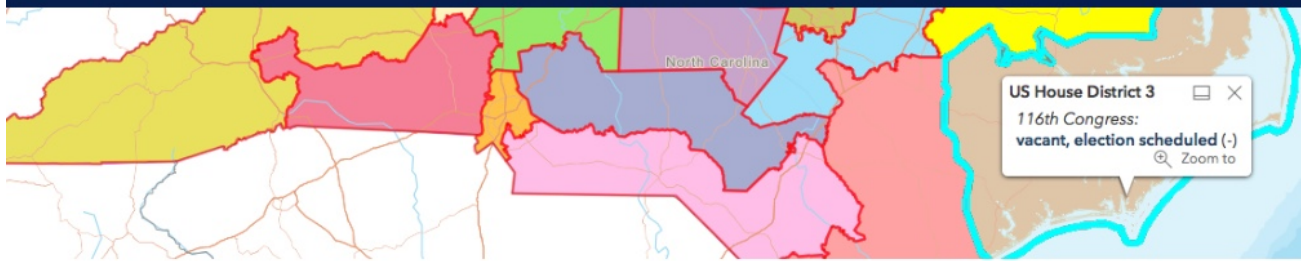 North Carolina
US House District 3
116th Congress:
vacant, election scheduled (-)
Zoom to